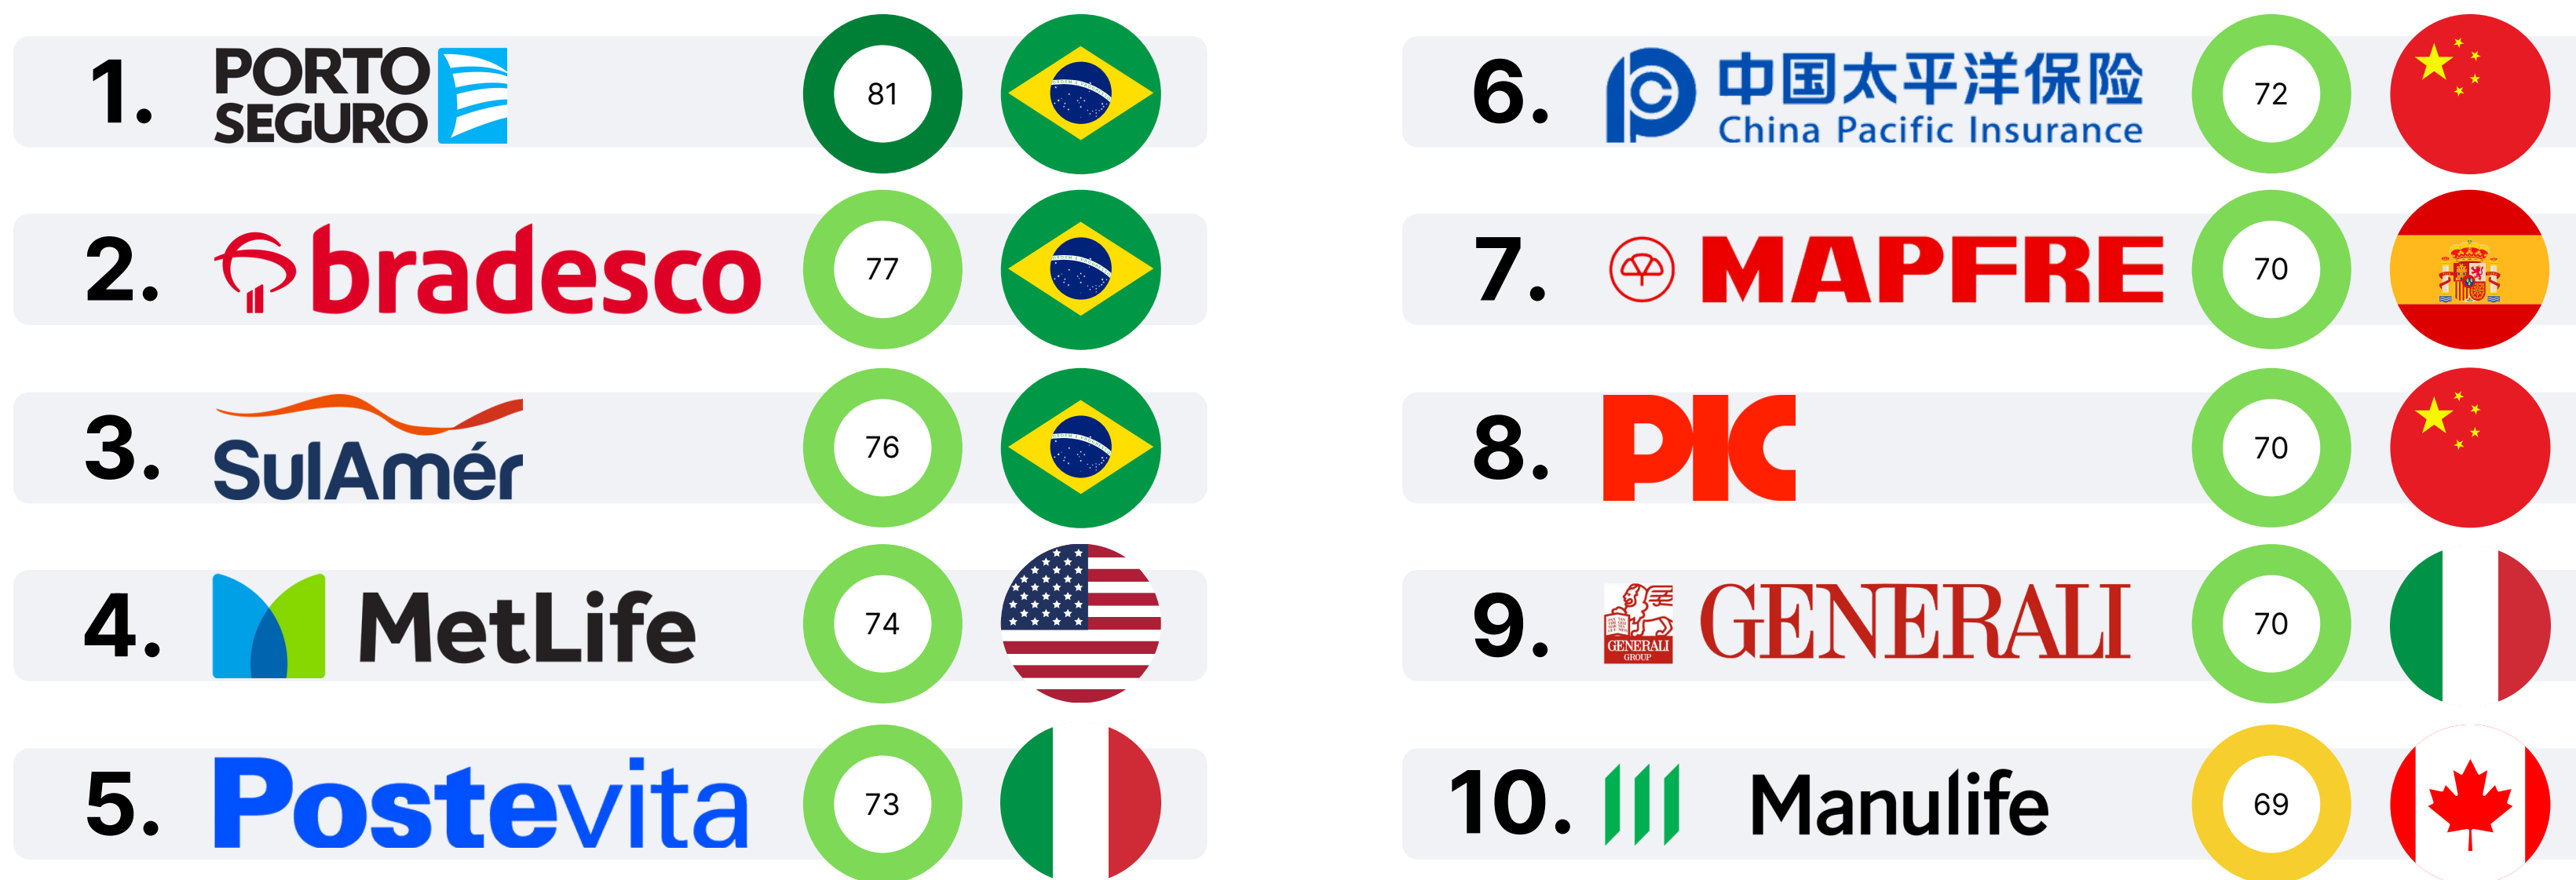 1.
PORTO
SEGURO
81
2.
bradesco
77
3.
SulAmér
76
4.
MetLife
74
5.
Postevita
73
6.
中国太平洋保险
China Pacific Insurance
72
7.
MAPFRE
70
8.
PIC
70
9.
GENERALI
GROUP
GENERALI
70
10.
Manulife
69